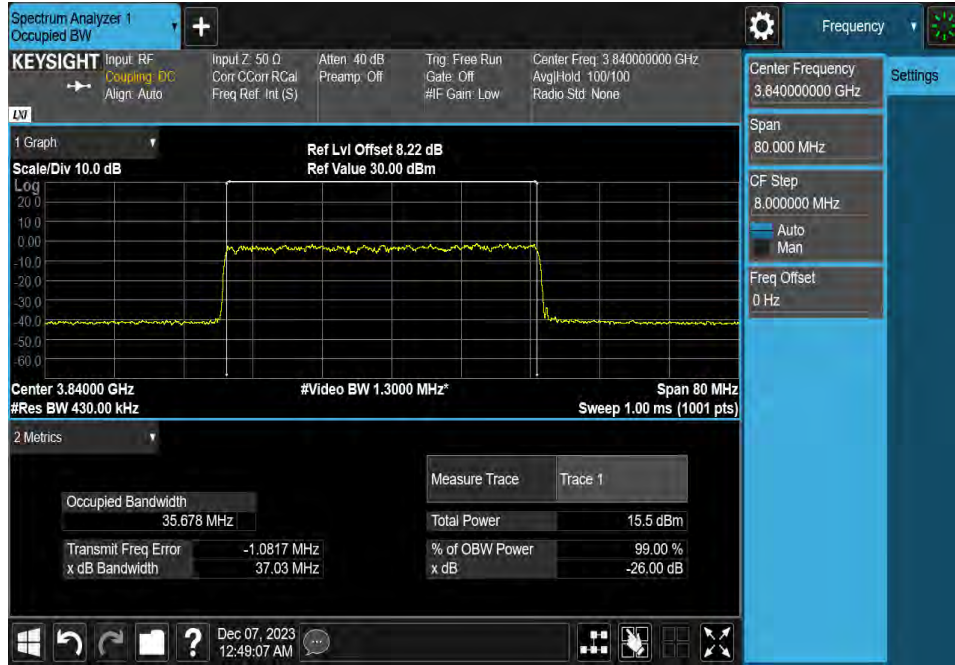 Spectrum Analyzer 1
Occupied BW
+
Frequency
KEYSIGHT
Input: RF
Coupling: DC
Align: Auto
Input Z: 50 Ω
Corr CCorr RCal
Freq Ref: Int (S)
Atten: 40 dB
Preamp: Off
Trig: Free Run
Gate: Off
#IF Gain: Low
Center Freq: 3.840000000 GHz
Avg|Hold: 100/100
Radio Std: None
LXI
Center Frequency
3.840000000 GHz
Settings
Span
80.000 MHz
CF Step
8.000000 MHz
Auto
Man
Freq Offset
0 Hz
1 Graph
Ref Lvl Offset 8.22 dB
Scale/Div 10.0 dB
Ref Value 30.00 dBm
Log
20.0
10.0
0.00
-10.0
-20.0
-30.0
-40.0
-50.0
-60.0
Center 3.84000 GHz
#Video BW 1.3000 MHz*
Span 80 MHz
#Res BW 430.00 kHz
Sweep 1.00 ms (1001 pts)
2 Metrics
Measure Trace
Trace 1
Occupied Bandwidth
35.678 MHz
Total Power
15.5 dBm
Transmit Freq Error
-1.0817 MHz
% of OBW Power
99.00 %
x dB Bandwidth
37.03 MHz
x dB
-26.00 dB
?
Dec 07, 2023
12:49:07 AM